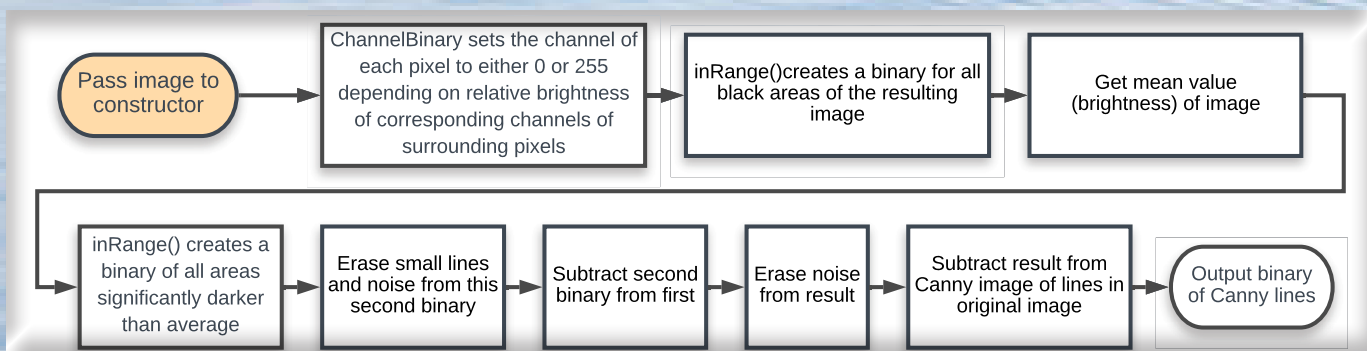 Pass image to
constructor
ChannelBinary sets the channel of
each pixel to either 0 or 255
depending on relative brightness
of corresponding channels of
surrounding pixels
inRange()creates a binary for all
black areas of the resulting
image
Get mean value
(brightness) of image
inRange() creates a
binary of all areas
significantly darker
than average
Erase small lines
and noise from this
second binary
Subtract second
binary from first
Erase noise
from result
Subtract result from
Canny image of lines in
original image
Output binary
of Canny lines